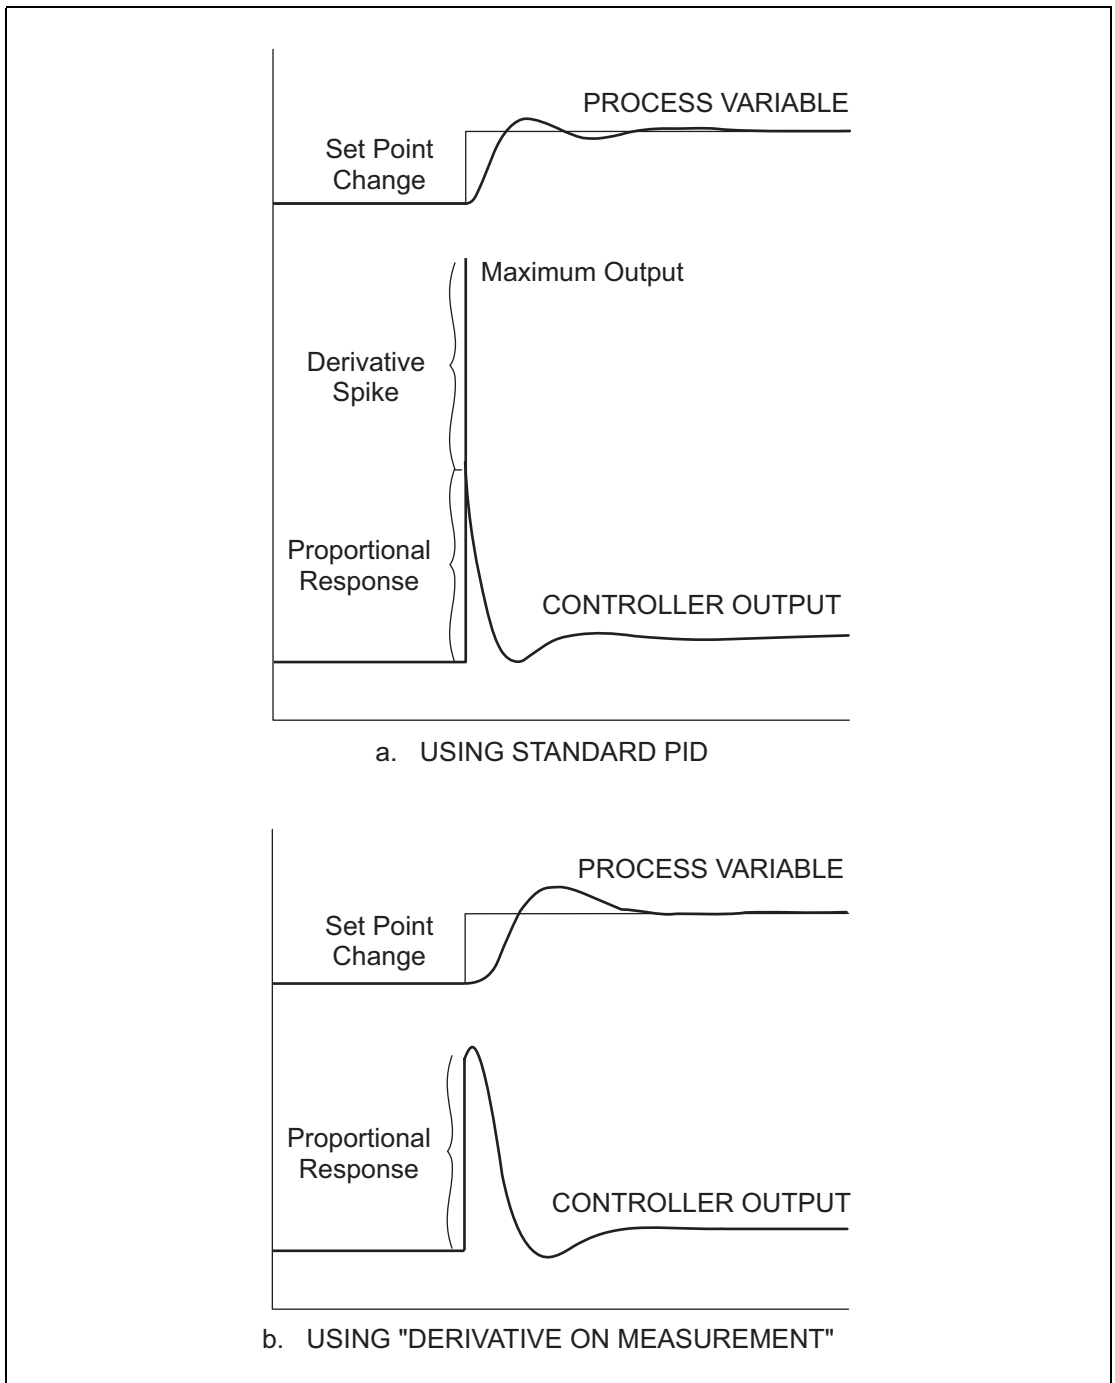 PROCESS VARIABLE
Set Point
Change
Maximum Output
Derivative
Spike
Proportional
Response
CONTROLLER OUTPUT
a. USING STANDARD PID
PROCESS VARIABLE
Set Point
Change
Proportional
Response
CONTROLLER OUTPUT
b. USING "DERIVATIVE ON MEASUREMENT"